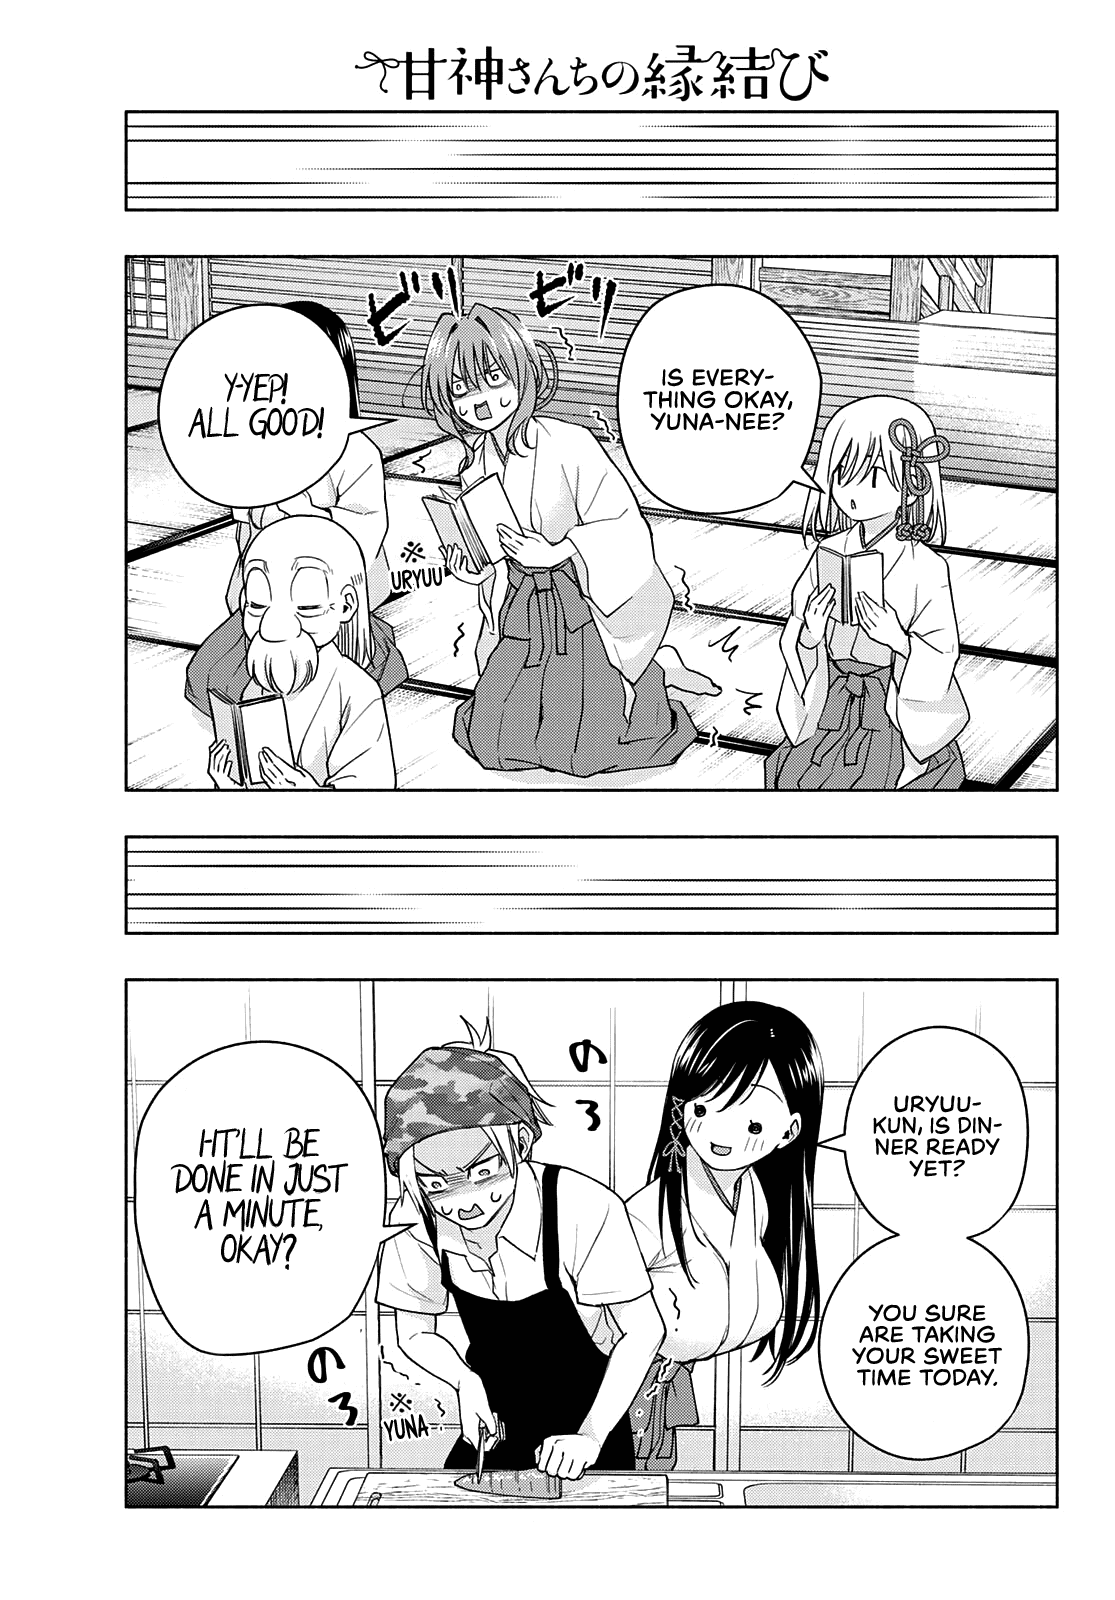 甘神さんちの縁結び
IS EVERY-
THING OKAY,
YUNA-NEE?
ビリッ
ビリッ
Y-YEP!
ALL GOOD!
※
URYUU
URYUU-
KUN, IS DIN-
NER READY
YET?
YOU SURE
ARE TAKING
YOUR SWEET
TIME TODAY.
のろ
I-IT'LL BE
DONE IN JUST
A MINUTE,
OKAY?
のろ
※
YUNA